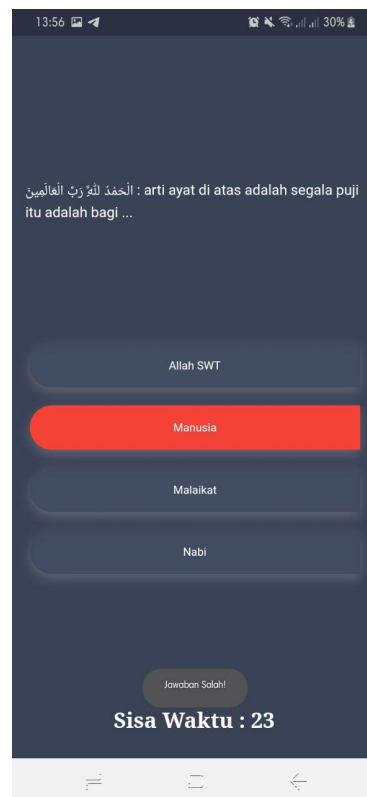 13:56
30%
الْحَمْدُ لِلَّهِ رَبِّ الْعَالَمِينَ : arti ayat di atas adalah segala puji
itu adalah bagi ...
Allah SWT
Manusia
Malaikat
Nabi
Jawaban Salah!
Sisa Waktu : 23